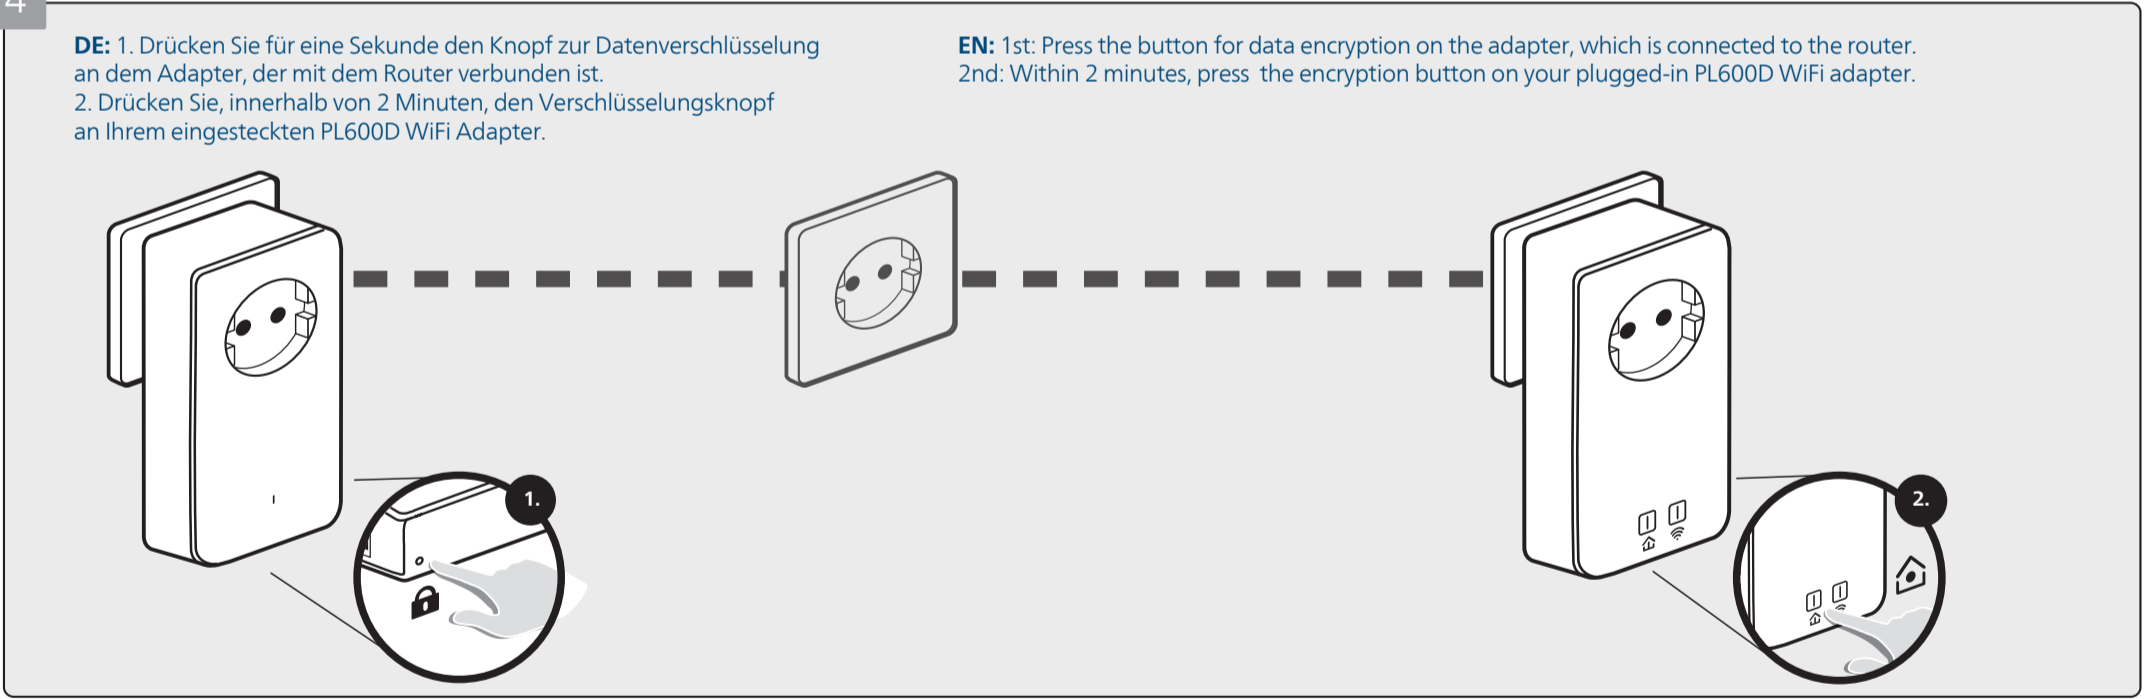 4
DE: 1. Drücken Sie für eine Sekunde den Knopf zur Datenverschlüsselung
an dem Adapter, der mit dem Router verbunden ist.
2. Drücken Sie, innerhalb von 2 Minuten, den Verschlüsselungsknopf
an Ihrem eingesteckten PL600D WiFi Adapter.
EN: 1st: Press the button for data encryption on the adapter, which is connected to the router.
2nd: Within 2 minutes, press  the encryption button on your plugged-in PL600D WiFi adapter.
1.
2.